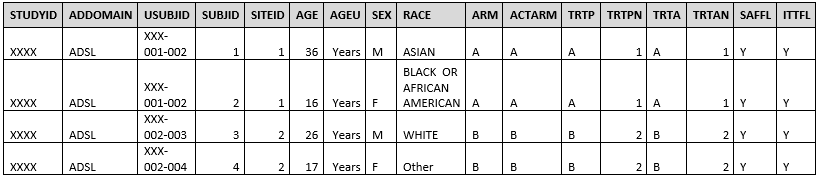 STUDYID ADDOMAIN USUBJID SUBJID SITEID AGE AGEU SEX RACE ARM ACTARM TRTP TRTPN TRTA TRTAN SAFFL ITTFL
XXX-
XXXX ADSL 001-002 1 1 36 Years M ASIAN A A A 1 A 1 Y Y
BLACK OR
XXX- AFRICAN
XXXX ADSL 001-002 2 1 16 Years F AMERICAN A A A 1 A 1 Y Y
XXX-
XXXX ADSL 002-003 3 2 26 Years M WHITE B B B 2 B 2 Y Y
XXX-
XXXX ADSL 002-004 4 2 17 Years F Other B B B 2 B 2 Y Y